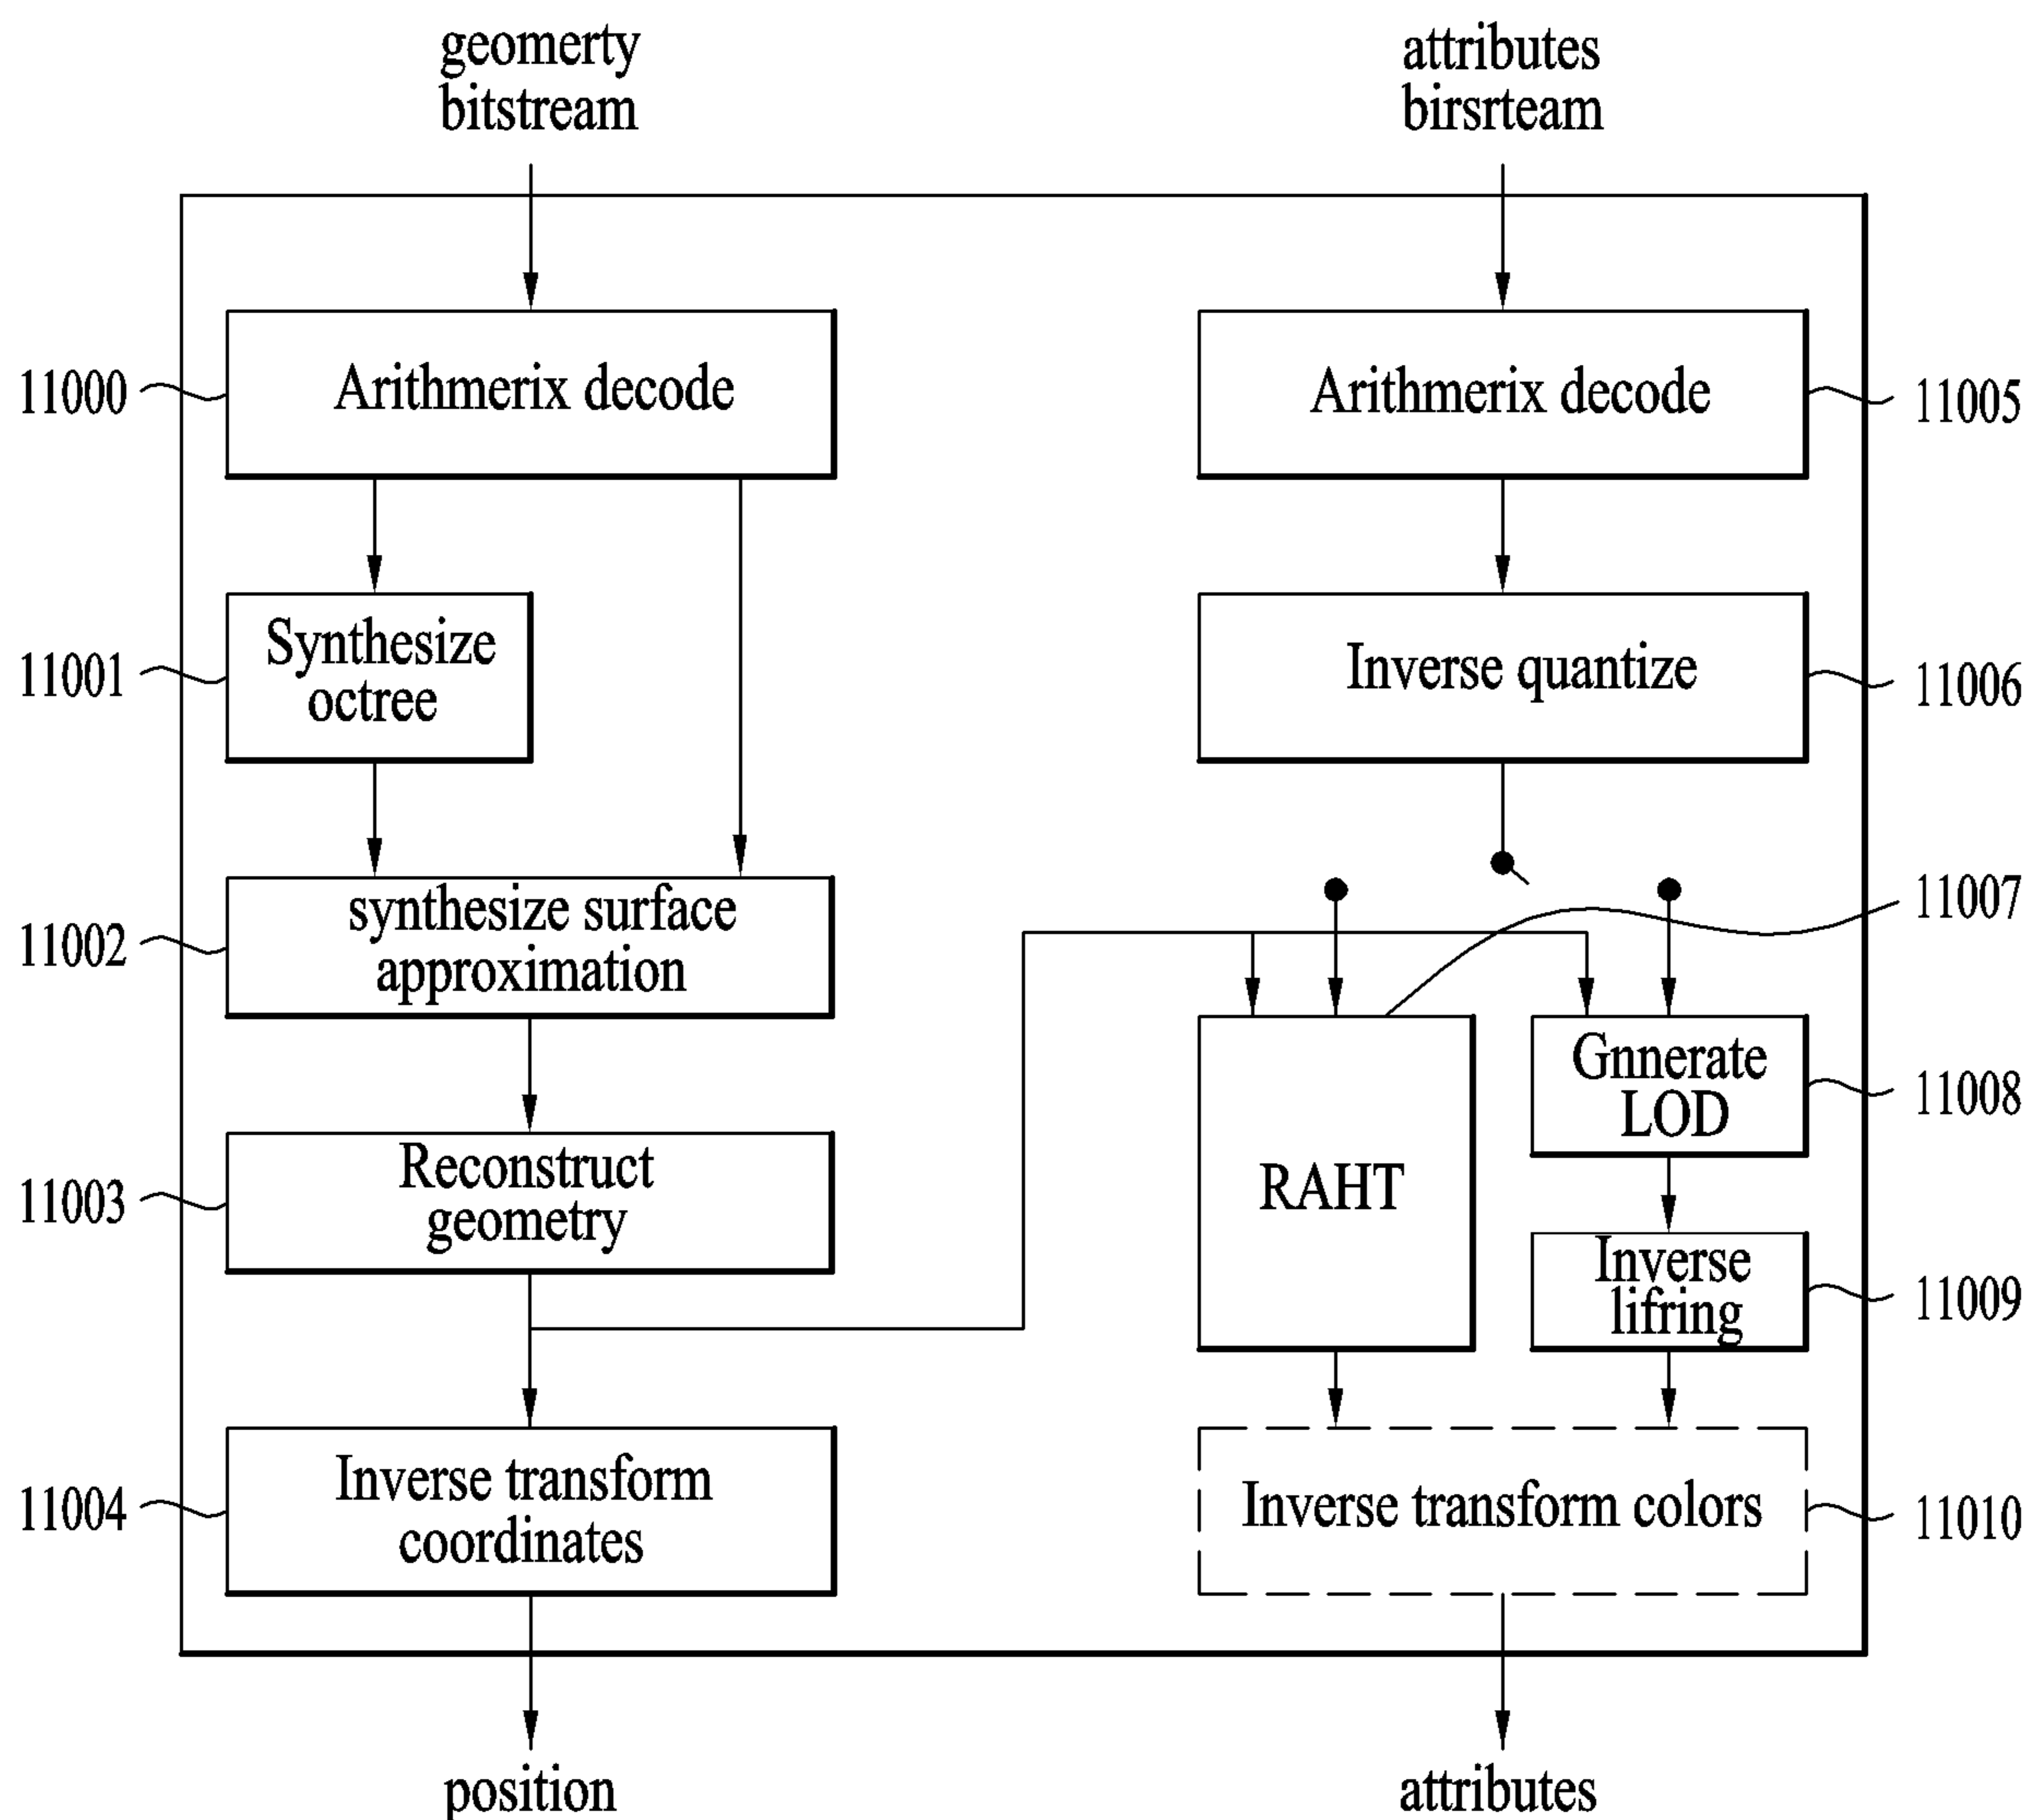 geomerty
bitstream
attributes
birsrteam
11000
Arithmerix decode
Arithmerix decode
11005
11001
Synthesize
octree
Inverse quantize
11006
11002
synthesize surface
approximation
11007
11003
Reconstruct
geometry
RAHT
Gnnerate
LOD
11008
Inverse
lifring
11009
11004
Inverse transform
coordinates
Inverse transform colors
11010
position
attributes